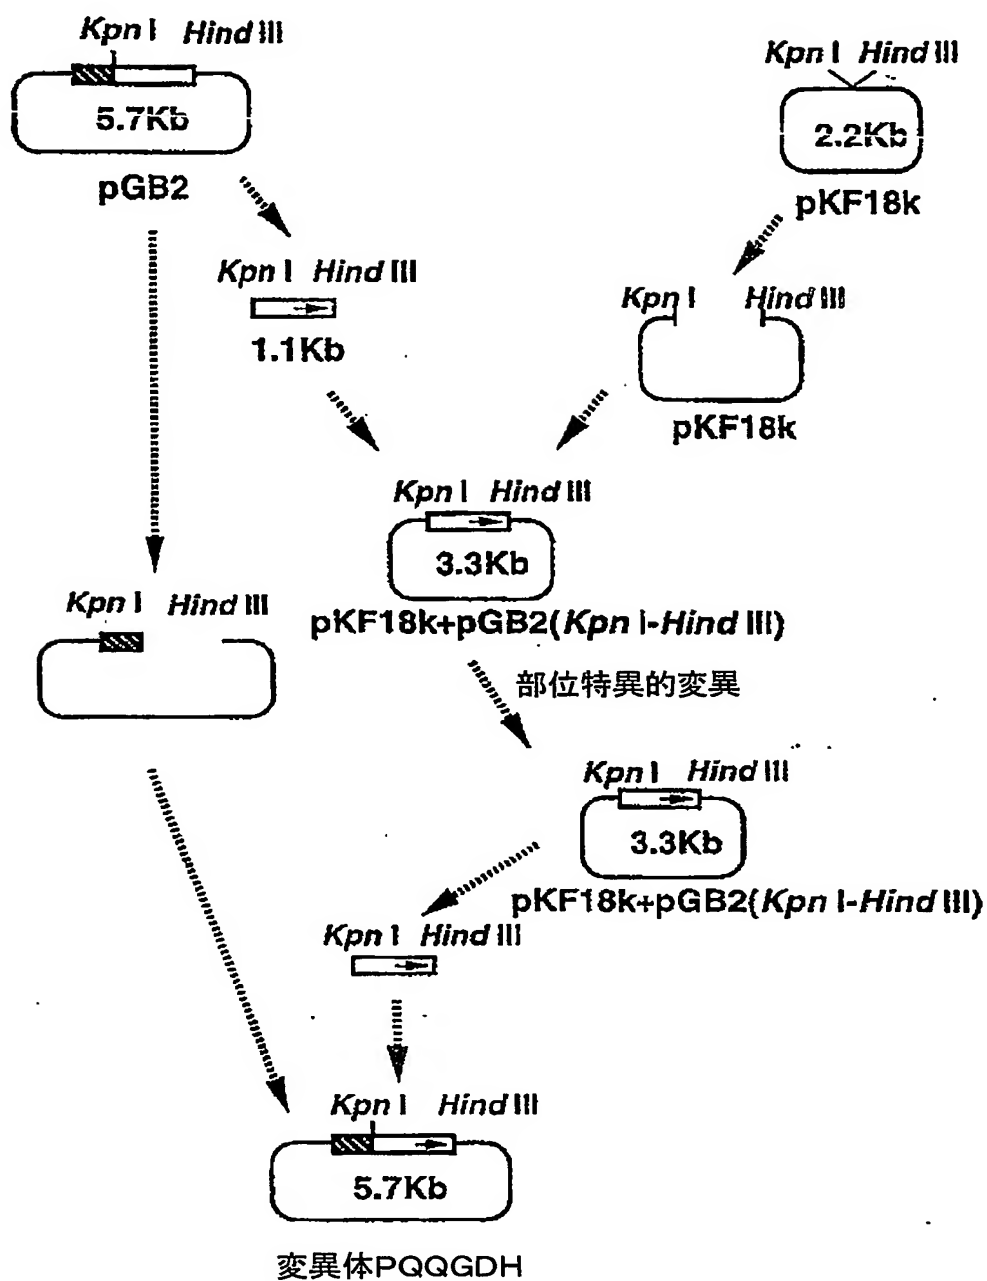 Kpn I Hind III
5.7Kb
pGB2
Kpn I Hind III
2.2Kb
pKF18k
Kpn I Hind III
1.1Kb
Kpn I Hind III
pKF18k
Kpn I Hind III
3.3Kb
pKF18k+pGB2(Kpn I-Hind III)
Kpn I Hind III
部位特異的変異
Kpn I Hind III
3.3Kb
pKF18k+pGB2(Kpn I-Hind III)
Kpn I Hind III
Kpn I Hind III
5.7Kb
変異体PQQGDH